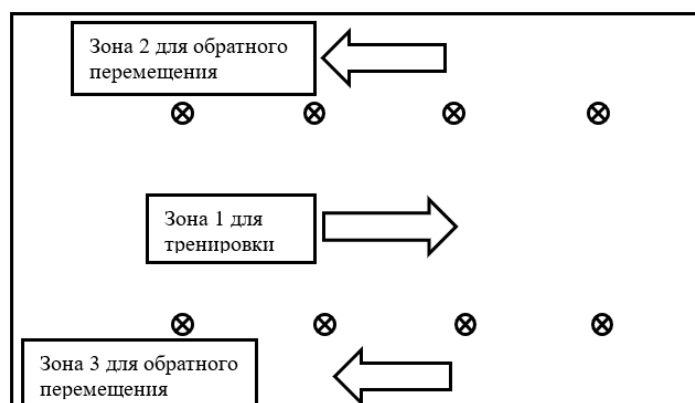 Зона 2 для обратного
перемещения
Зона 1 для
тренировки
Зона 3 для обратного
перемещения